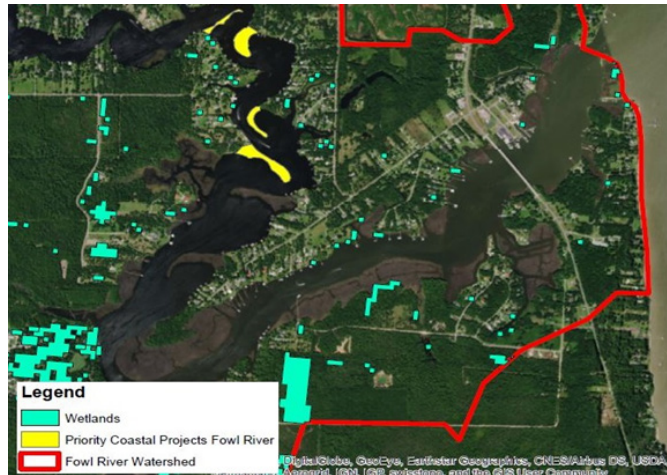 Legend
Wetlands
Priority Coastal Projects Fowl River
Fowl River Watershed
DigitalGlobe, GeoEye, Earthstar Geographics, CNES/Airbus DS, USDA
IGN, IGP, swisstopo, and the GIS User Community